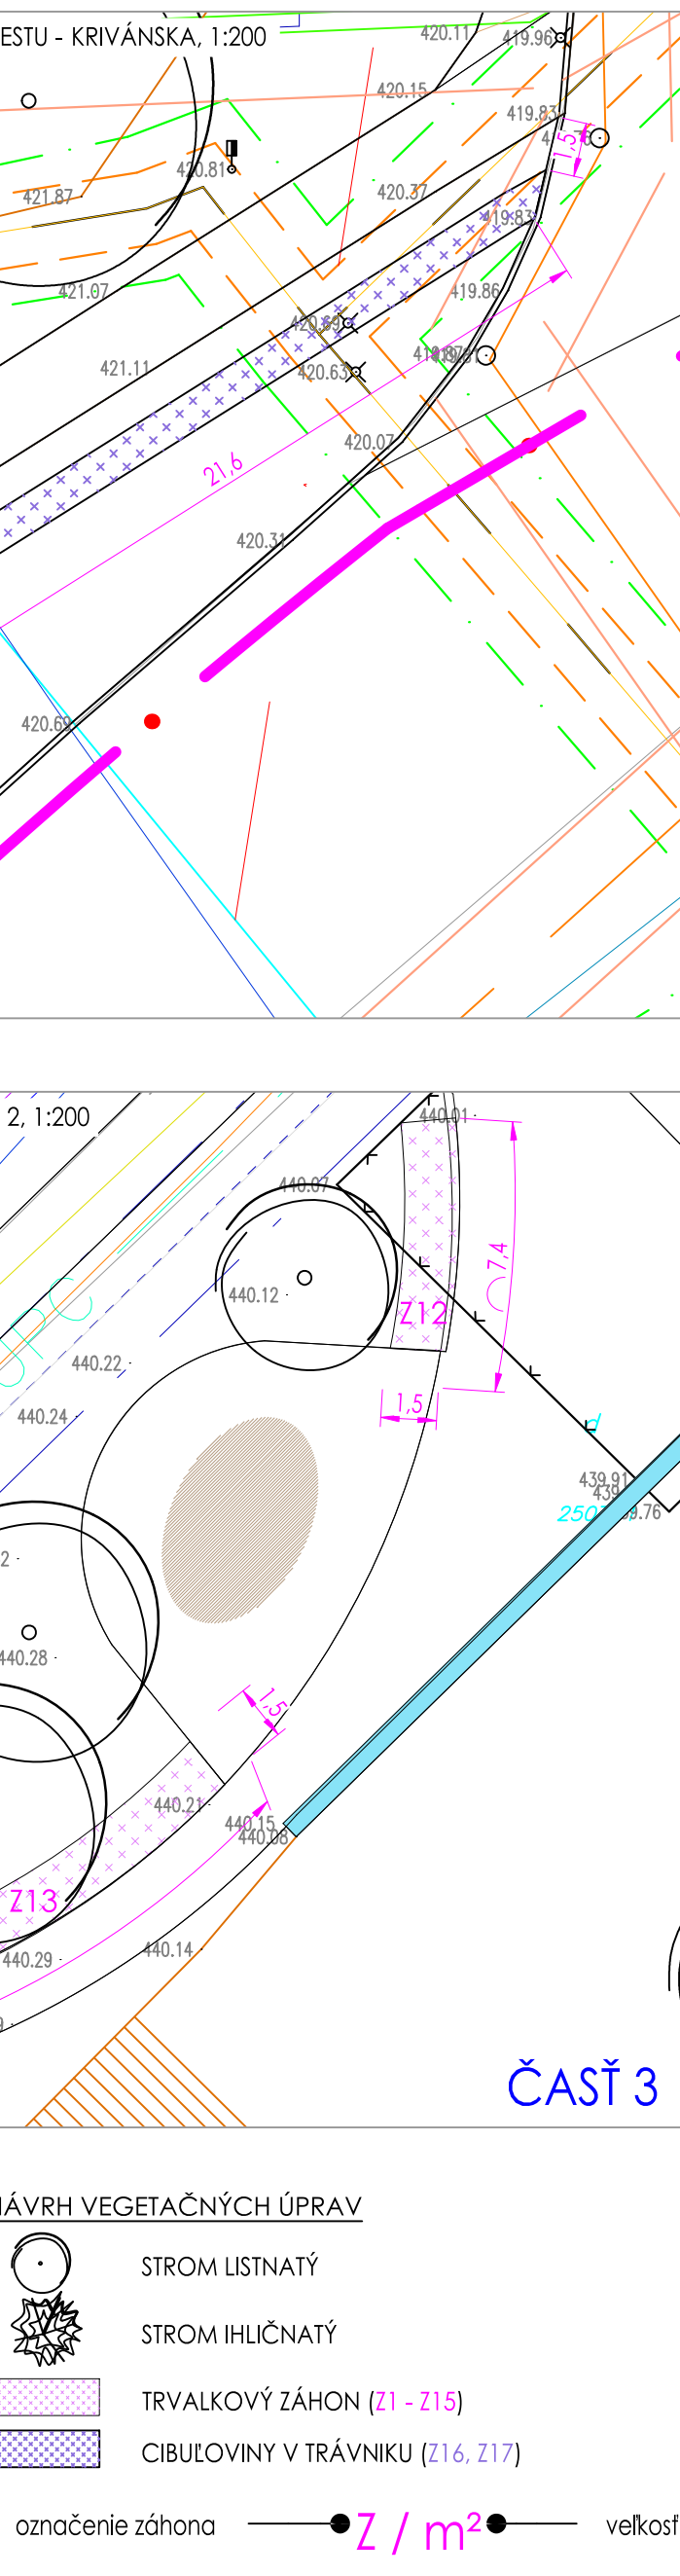 ESTU - KRIVÁNSKA, 1:200
420.11
419.96
420.15
419.83
1,5
420.81
420.37
421.87
419.83
421.07
419.86
420.69
421.11
420.63
420.07
21,6
420.31
420.69
2, 1:200
440.01
440.07
7,4
440.12
Z12
UPC
440.22
1,5
440.24
d
439.91
2
440.28
1,5
440.21
440.15
440.08
Z13
440.14
440.29
ČASŤ 3
NÁVRH VEGETAČNÝCH ÚPRAV
STROM LISTNATÝ
STROM IHLIČNATÝ
TRVALKOVÝ ZÁHON (Z1 - Z15)
CIBUĽOVINY V TRÁVNIKU (Z16, Z17)
označenie záhona Z / m² veľkosť